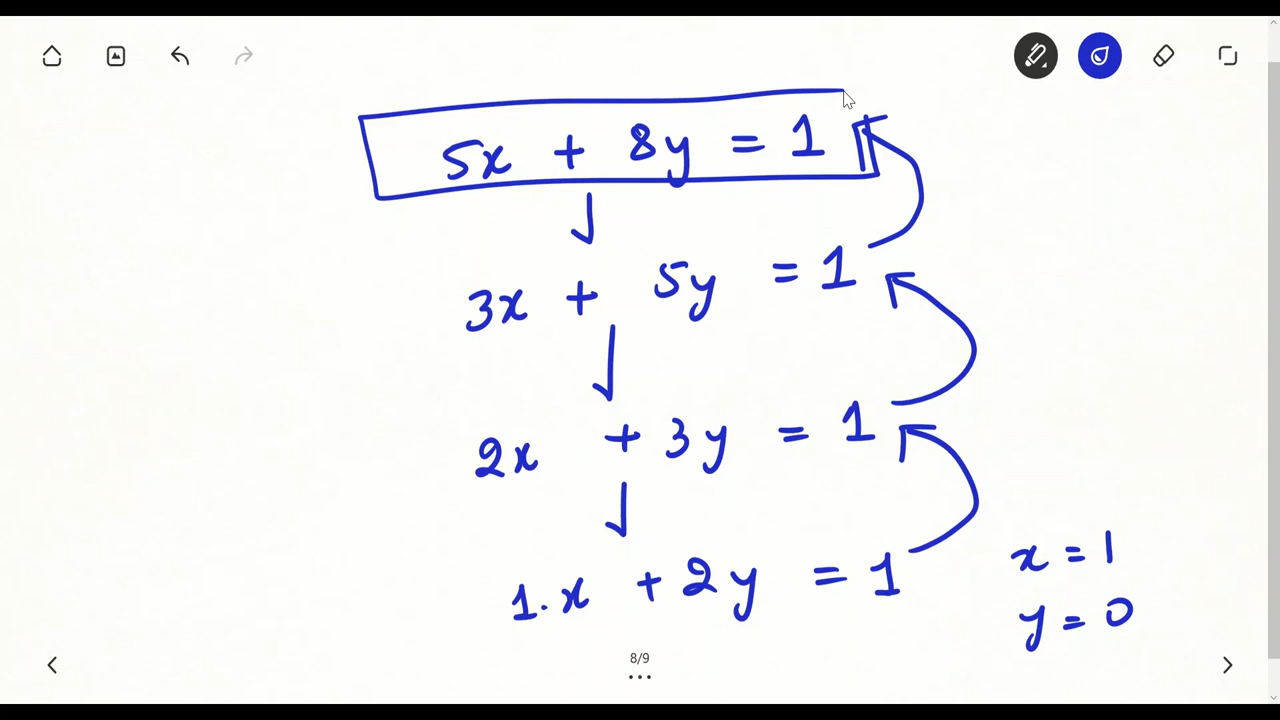 5x + 8y = 1
3x + 5y = 1
2x + 3y = 1
1.x + 2y = 1
x = 1
y = 0
8/9